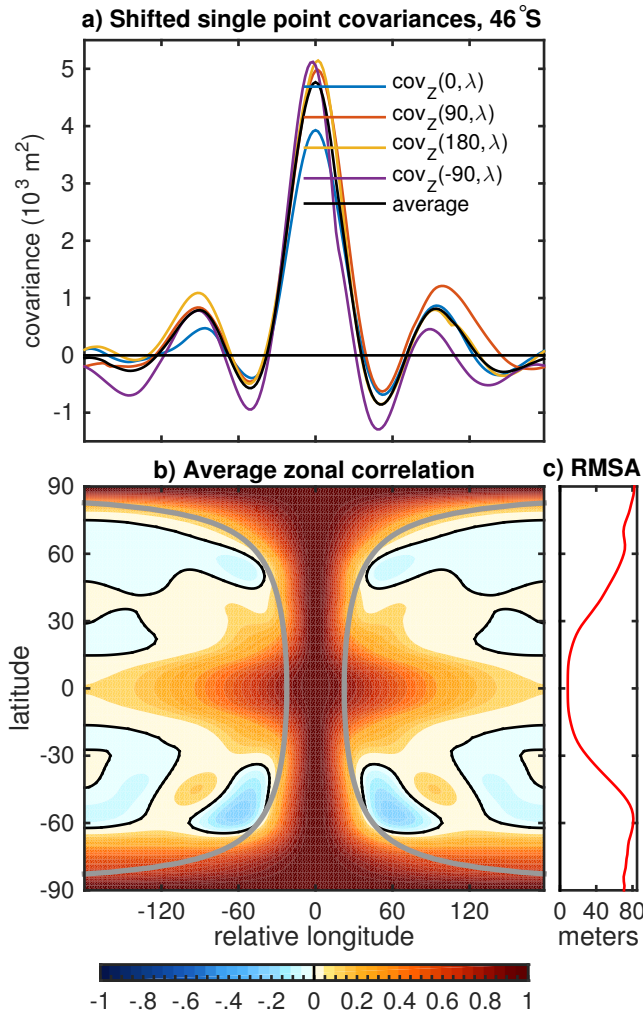 a) Shifted single point covariances, 46°S
5
4
3
2
1
0
-1
covariance (10³ m²)
cov_Z(0,λ)
cov_Z(90,λ)
cov_Z(180,λ)
cov_Z(-90,λ)
average
b) Average zonal correlation
c) RMSA
90
60
30
0
-30
-60
-90
latitude
-120 -60 0 60 120
relative longitude
0 40 80
meters
-1 -.8 -.6 -.4 -.2 0 0.2 0.4 0.6 0.8 1